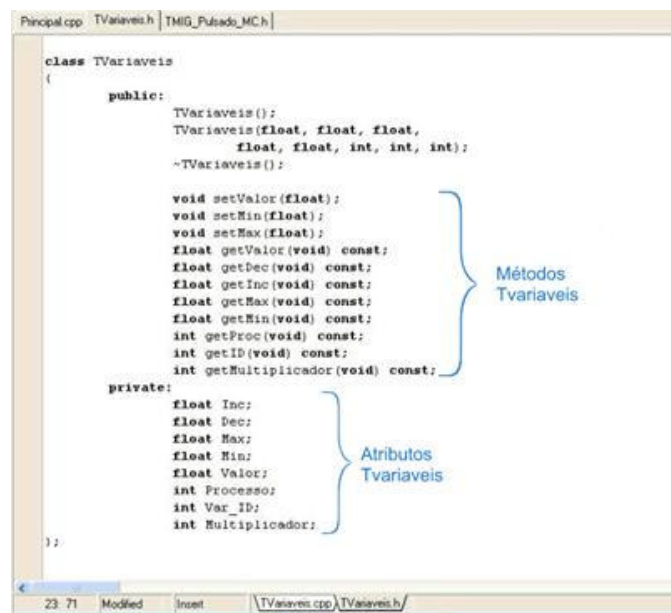 Principal.cpp TVariaveis.h TMIG_Pulsado_MC.h
class TVariaveis
{
public:
TVariaveis();
TVariaveis(float, float, float,
float, float, int, int, int);
~TVariaveis();
void setValor(float);
void setMin(float);
void setMax(float);
float getValor(void) const;
float getDec(void) const;
float getInc(void) const;
float getMax(void) const;
float getMin(void) const;
int getProc(void) const;
int getID(void) const;
int getMultiplicador(void) const;
Métodos
Tvariaveis
private:
float Inc;
float Dec;
float Max;
float Min;
float Valor;
int Processo;
int Var_ID;
int Multiplicador;
Atributos
Tvariaveis
};
23: 71 Modified Insert TVariaveis.cpp TVariaveis.h